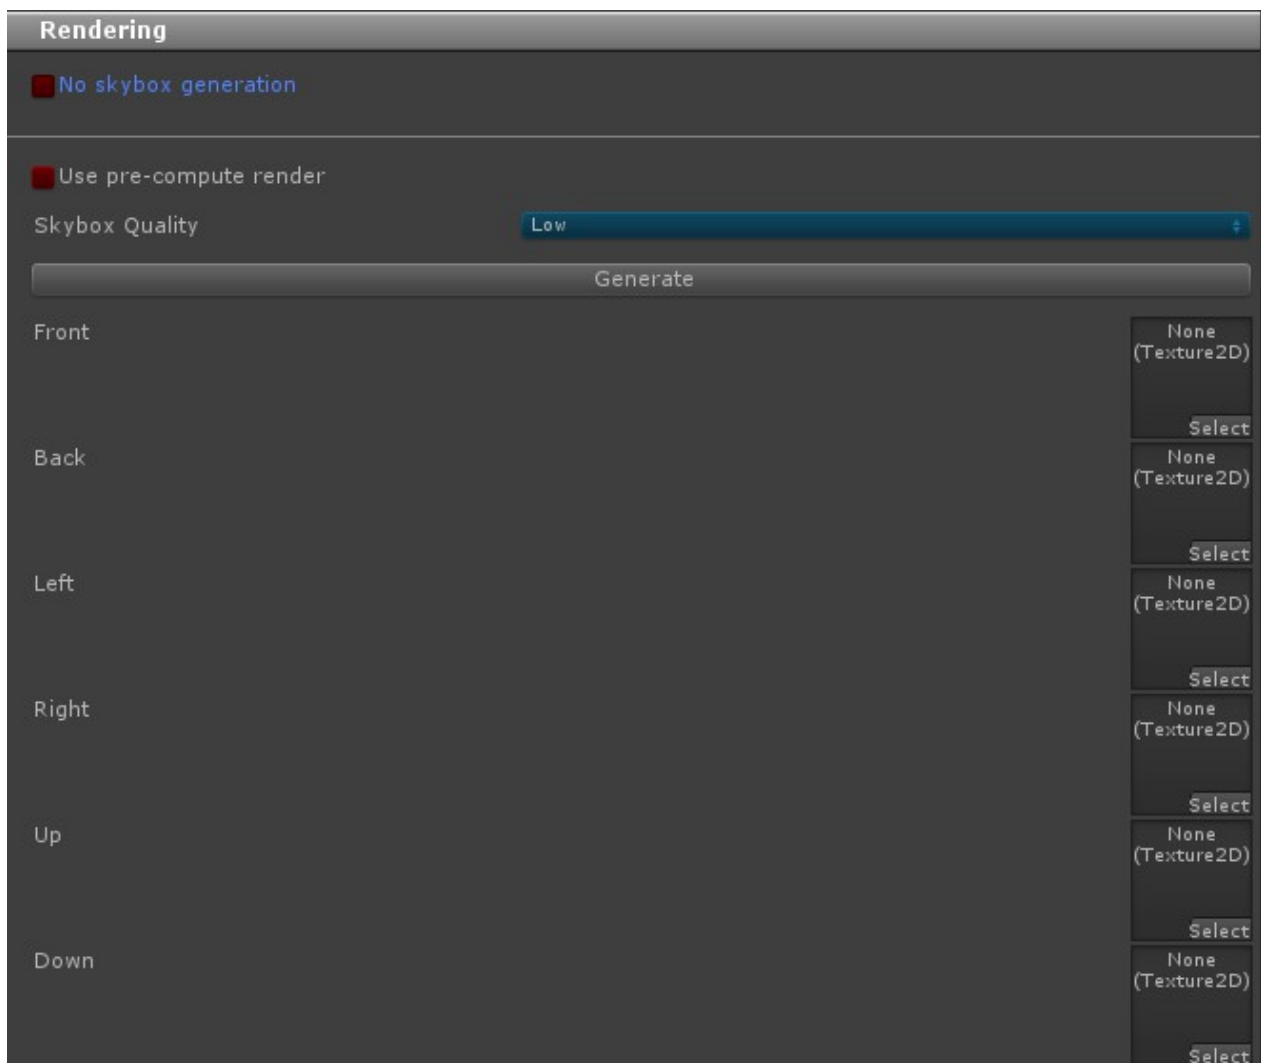 Rendering
No skybox generation
Use pre-compute render
Skybox Quality Low
Generate
Front None
(Texture2D)
Select
Back None
(Texture2D)
Select
Left None
(Texture2D)
Select
Right None
(Texture2D)
Select
Up None
(Texture2D)
Select
Down None
(Texture2D)
Select